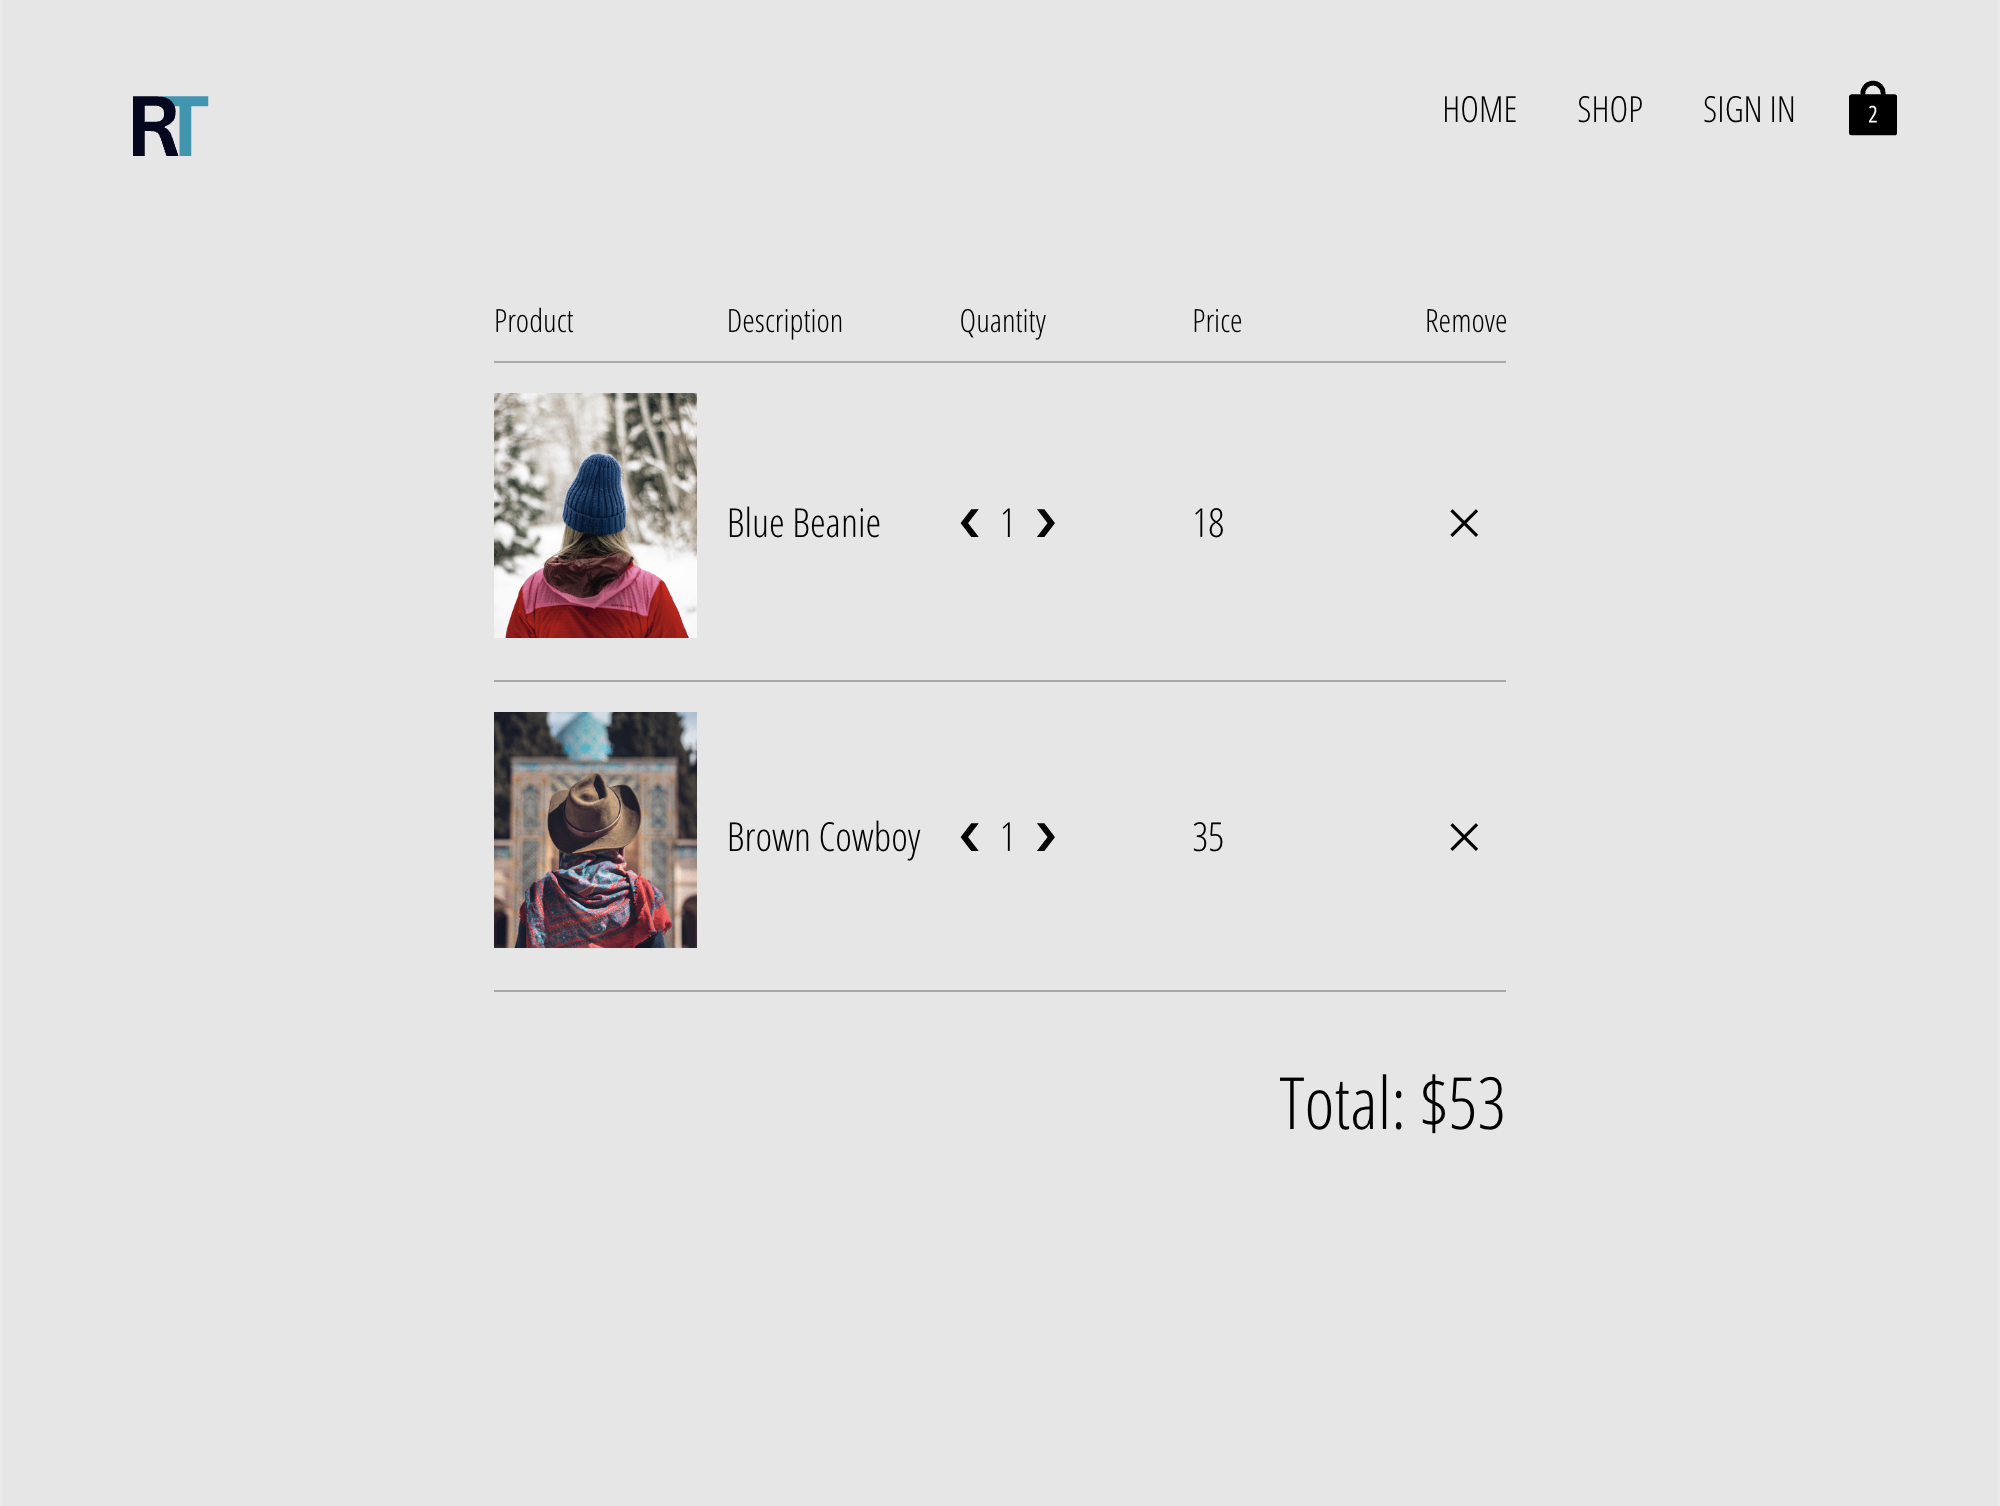 RT
HOME SHOP SIGN IN 2
Product Description Quantity Price Remove
Blue Beanie ❮ 1 ❯ 18 ✕
Brown Cowboy ❮ 1 ❯ 35 ✕
Total: $53